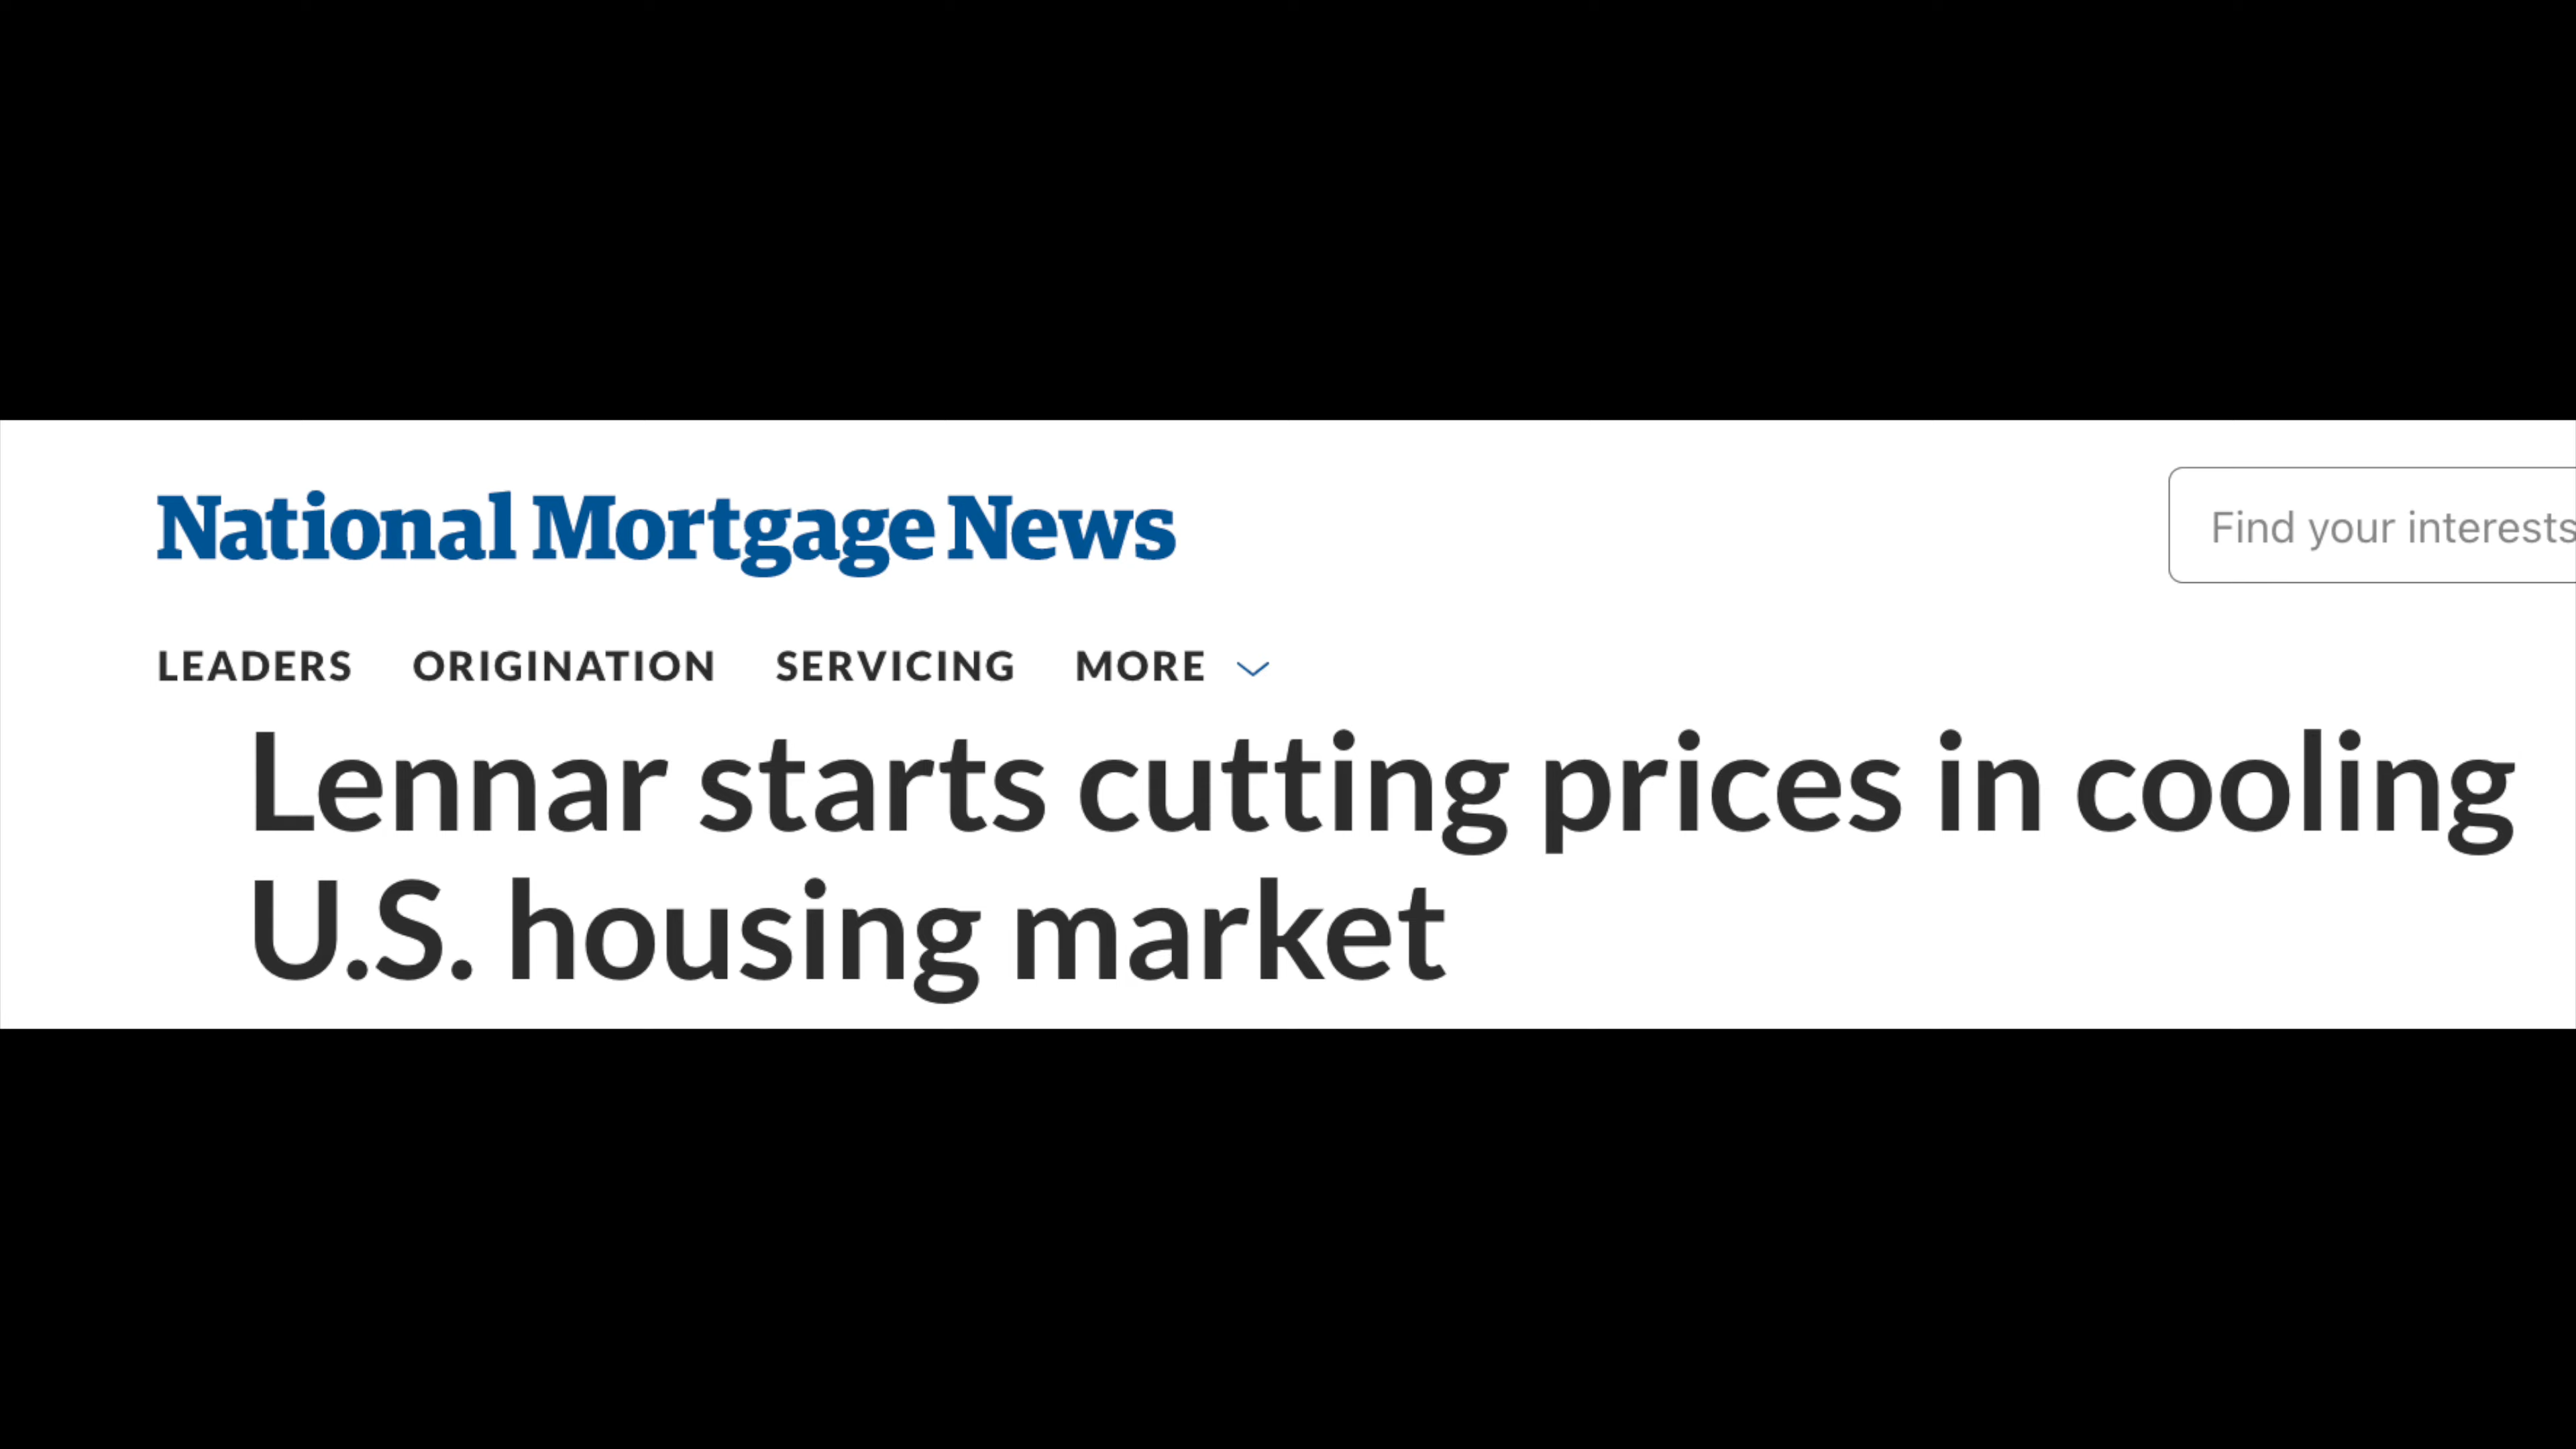 National Mortgage News
Find your interests
LEADERS ORIGINATION SERVICING MORE
Lennar starts cutting prices in cooling
U.S. housing market